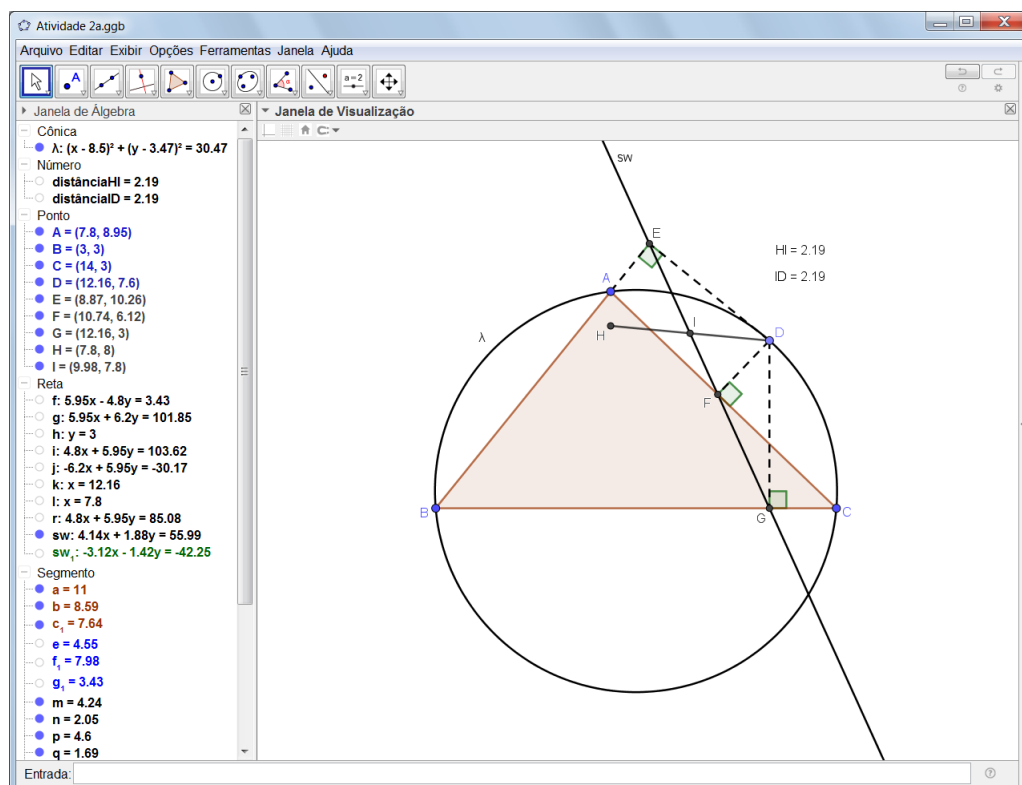 Atividade 2a.ggb
Arquivo Editar Exibir Opções Ferramentas Janela Ajuda
A
a = 2
Janela de Álgebra
Janela de Visualização
Cônica
λ: (x - 8.5)² + (y - 3.47)² = 30.47
Número
distânciaHI = 2.19
distânciaID = 2.19
Ponto
A = (7.8, 8.95)
B = (3, 3)
C = (14, 3)
D = (12.16, 7.6)
E = (8.87, 10.26)
F = (10.74, 6.12)
G = (12.16, 3)
H = (7.8, 8)
I = (9.98, 7.8)
Reta
f: 5.95x - 4.8y = 3.43
g: 5.95x + 6.2y = 101.85
h: y = 3
i: 4.8x + 5.95y = 103.62
j: -6.2x + 5.95y = -30.17
k: x = 12.16
l: x = 7.8
r: 4.8x + 5.95y = 85.08
sw: 4.14x + 1.88y = 55.99
sw₁: -3.12x - 1.42y = -42.25
Segmento
a = 11
b = 8.59
c₁ = 7.64
e = 4.55
f₁ = 7.98
g₁ = 3.43
m = 4.24
n = 2.05
p = 4.6
q = 1.69
sw
E
HI = 2.19
ID = 2.19
A
I
H
D
λ
F
B
G
C
Entrada: